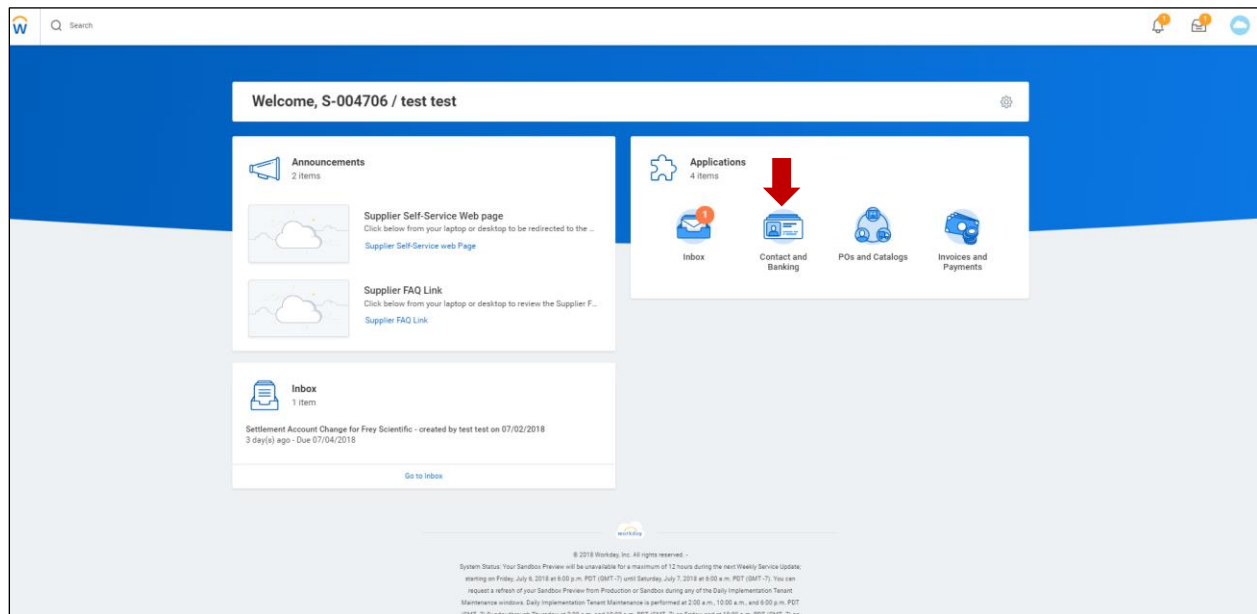 W
Search
1
1
Welcome, S-004706 / test test
Announcements
2 items
Supplier Self-Service Web page
Click below from your laptop or desktop to be redirected to the ...
Supplier Self-Service web Page
Supplier FAQ Link
Click below from your laptop or desktop to review the Supplier F...
Supplier FAQ Link
Inbox
1 item
Settlement Account Change for Frey Scientific - created by test test on 07/02/2018
3 day(s) ago - Due 07/04/2018
Go to Inbox
Applications
4 items
1
Inbox
Contact and
Banking
POs and Catalogs
Invoices and
Payments
workday
© 2018 Workday, Inc. All rights reserved. -
System Status: Your Sandbox Preview will be unavailable for a maximum of 12 hours during the next Weekly Service Update;
starting on Friday, July 6, 2018 at 6:00 p.m. PDT (GMT -7) until Saturday, July 7, 2018 at 6:00 a.m. PDT (GMT -7). You can
request a refresh of your Sandbox Preview from Production or Sandbox during any of the Daily Implementation Tenant
Maintenance windows. Daily Implementation Tenant Maintenance is performed at 2:00 a.m., 10:00 a.m., and 6:00 p.m. PDT